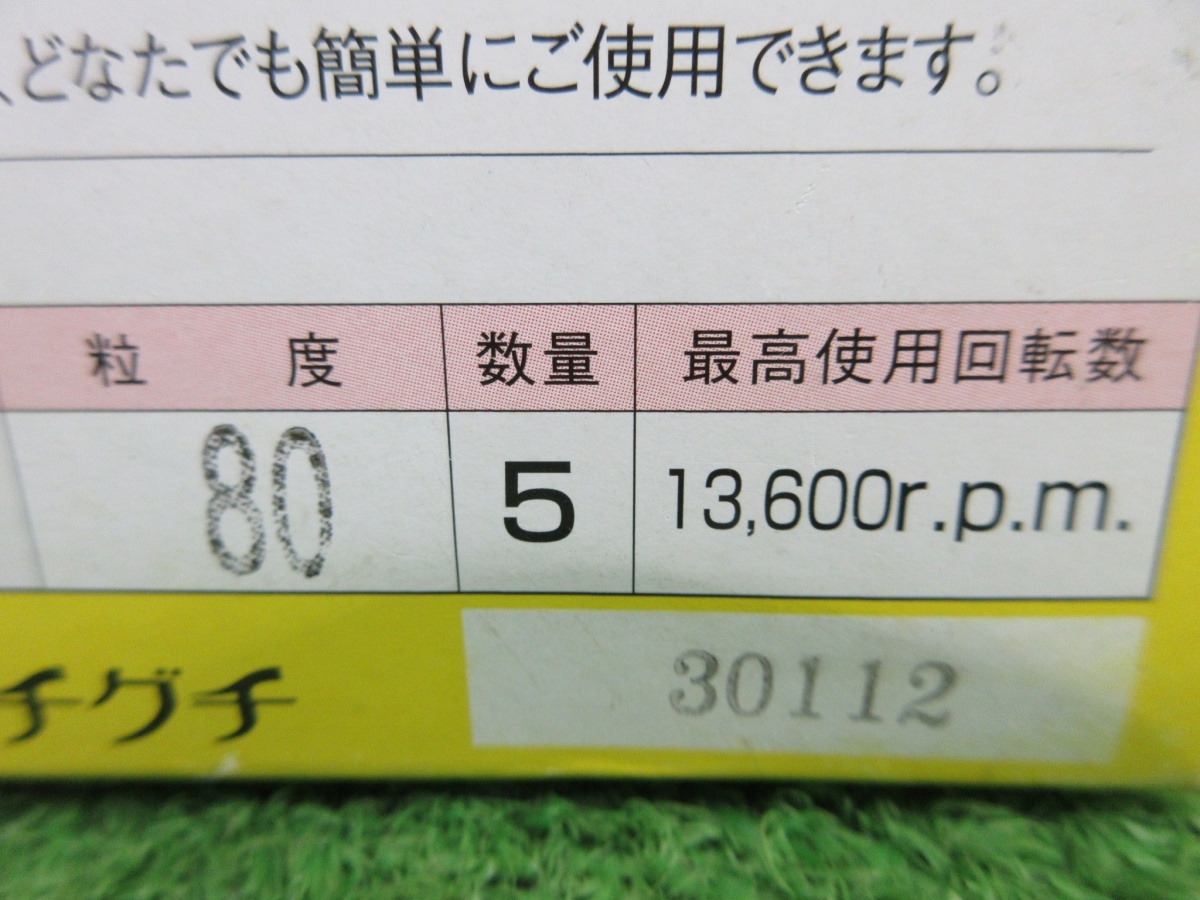 、どなたでも簡単にご使用できます。
粒度 数量 最高使用回転数
80 5 13,600r.p.m.
チグチ
30112